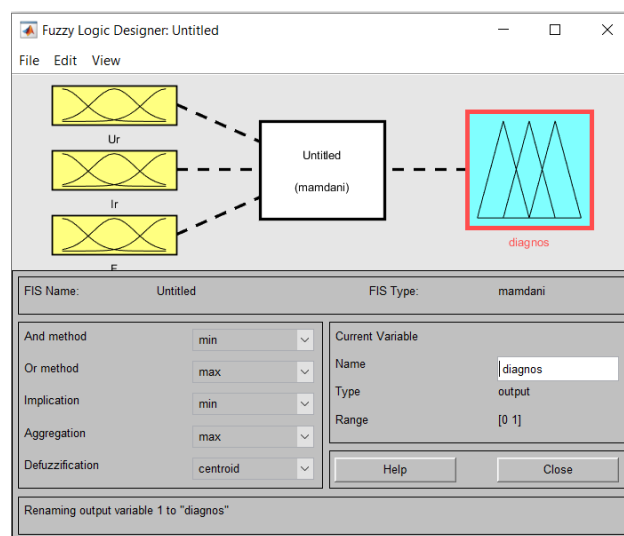 Fuzzy Logic Designer: Untitled
File Edit View
Ur
Ir
Untitled
(mamdani)
diagnos
FIS Name: Untitled FIS Type: mamdani
And method min
Or method max
Implication min
Aggregation max
Defuzzification centroid
Current Variable
Name diagnos
Type output
Range [0 1]
Help Close
Renaming output variable 1 to "diagnos"